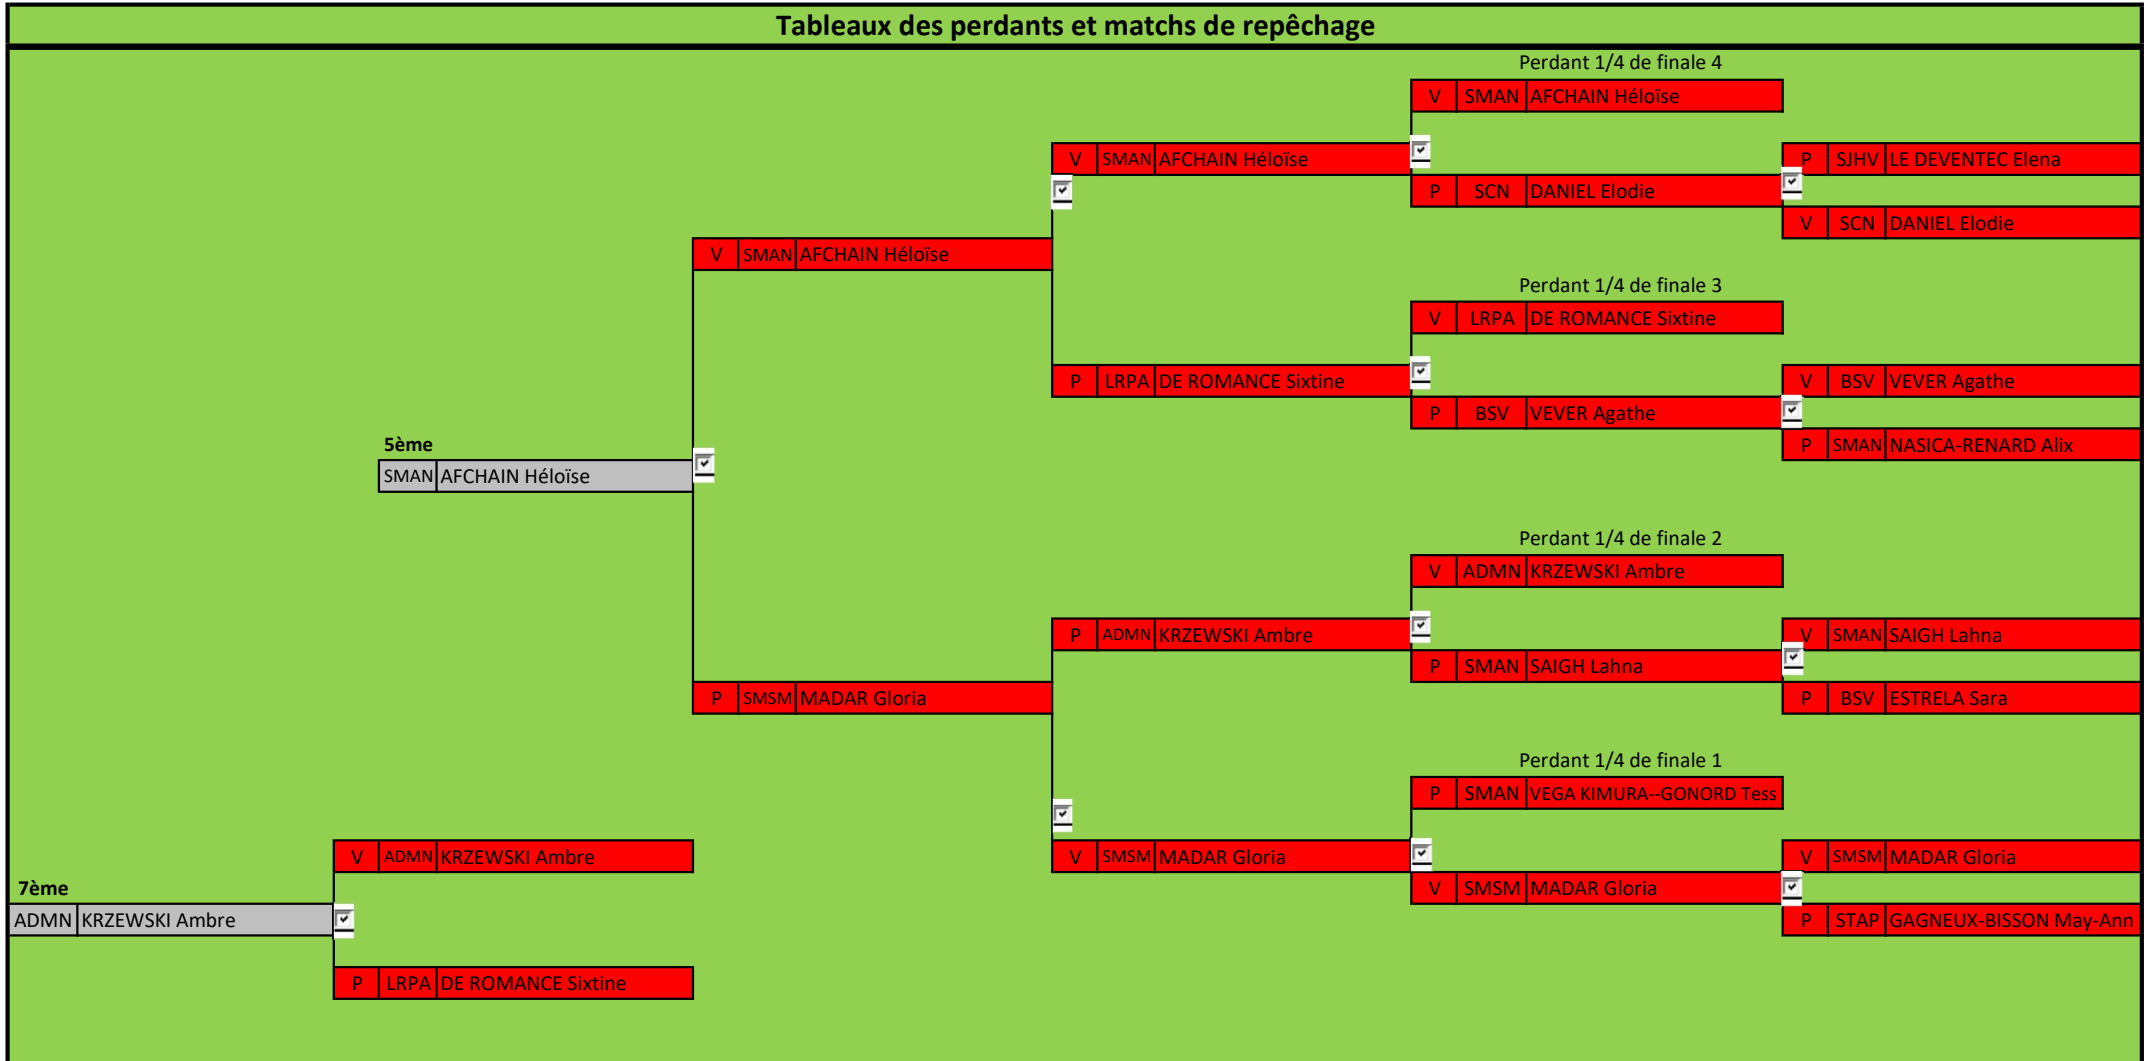 Tableaux des perdants et matchs de repêchage
Perdant 1/4 de finale 4
V SMAN AFCHAIN Héloïse
V SMAN AFCHAIN Héloïse
P SJHV LE DEVENTEC Elena
P SCN DANIEL Elodie
V SCN DANIEL Elodie
V SMAN AFCHAIN Héloïse
Perdant 1/4 de finale 3
V LRPA DE ROMANCE Sixtine
P LRPA DE ROMANCE Sixtine
V BSV VEVER Agathe
P BSV VEVER Agathe
5ème
P SMAN NASICA-RENARD Alix
SMAN AFCHAIN Héloïse
Perdant 1/4 de finale 2
V ADMN KRZEWSKI Ambre
P ADMN KRZEWSKI Ambre
V SMAN SAIGH Lahna
P SMAN SAIGH Lahna
P SMSM MADAR Gloria
P BSV ESTRELA Sara
Perdant 1/4 de finale 1
P SMAN VEGA KIMURA--GONORD Tess
V ADMN KRZEWSKI Ambre
V SMSM MADAR Gloria
V SMSM MADAR Gloria
7ème
V SMSM MADAR Gloria
ADMN KRZEWSKI Ambre
P STAP GAGNEUX-BISSON May-Ann
P LRPA DE ROMANCE Sixtine